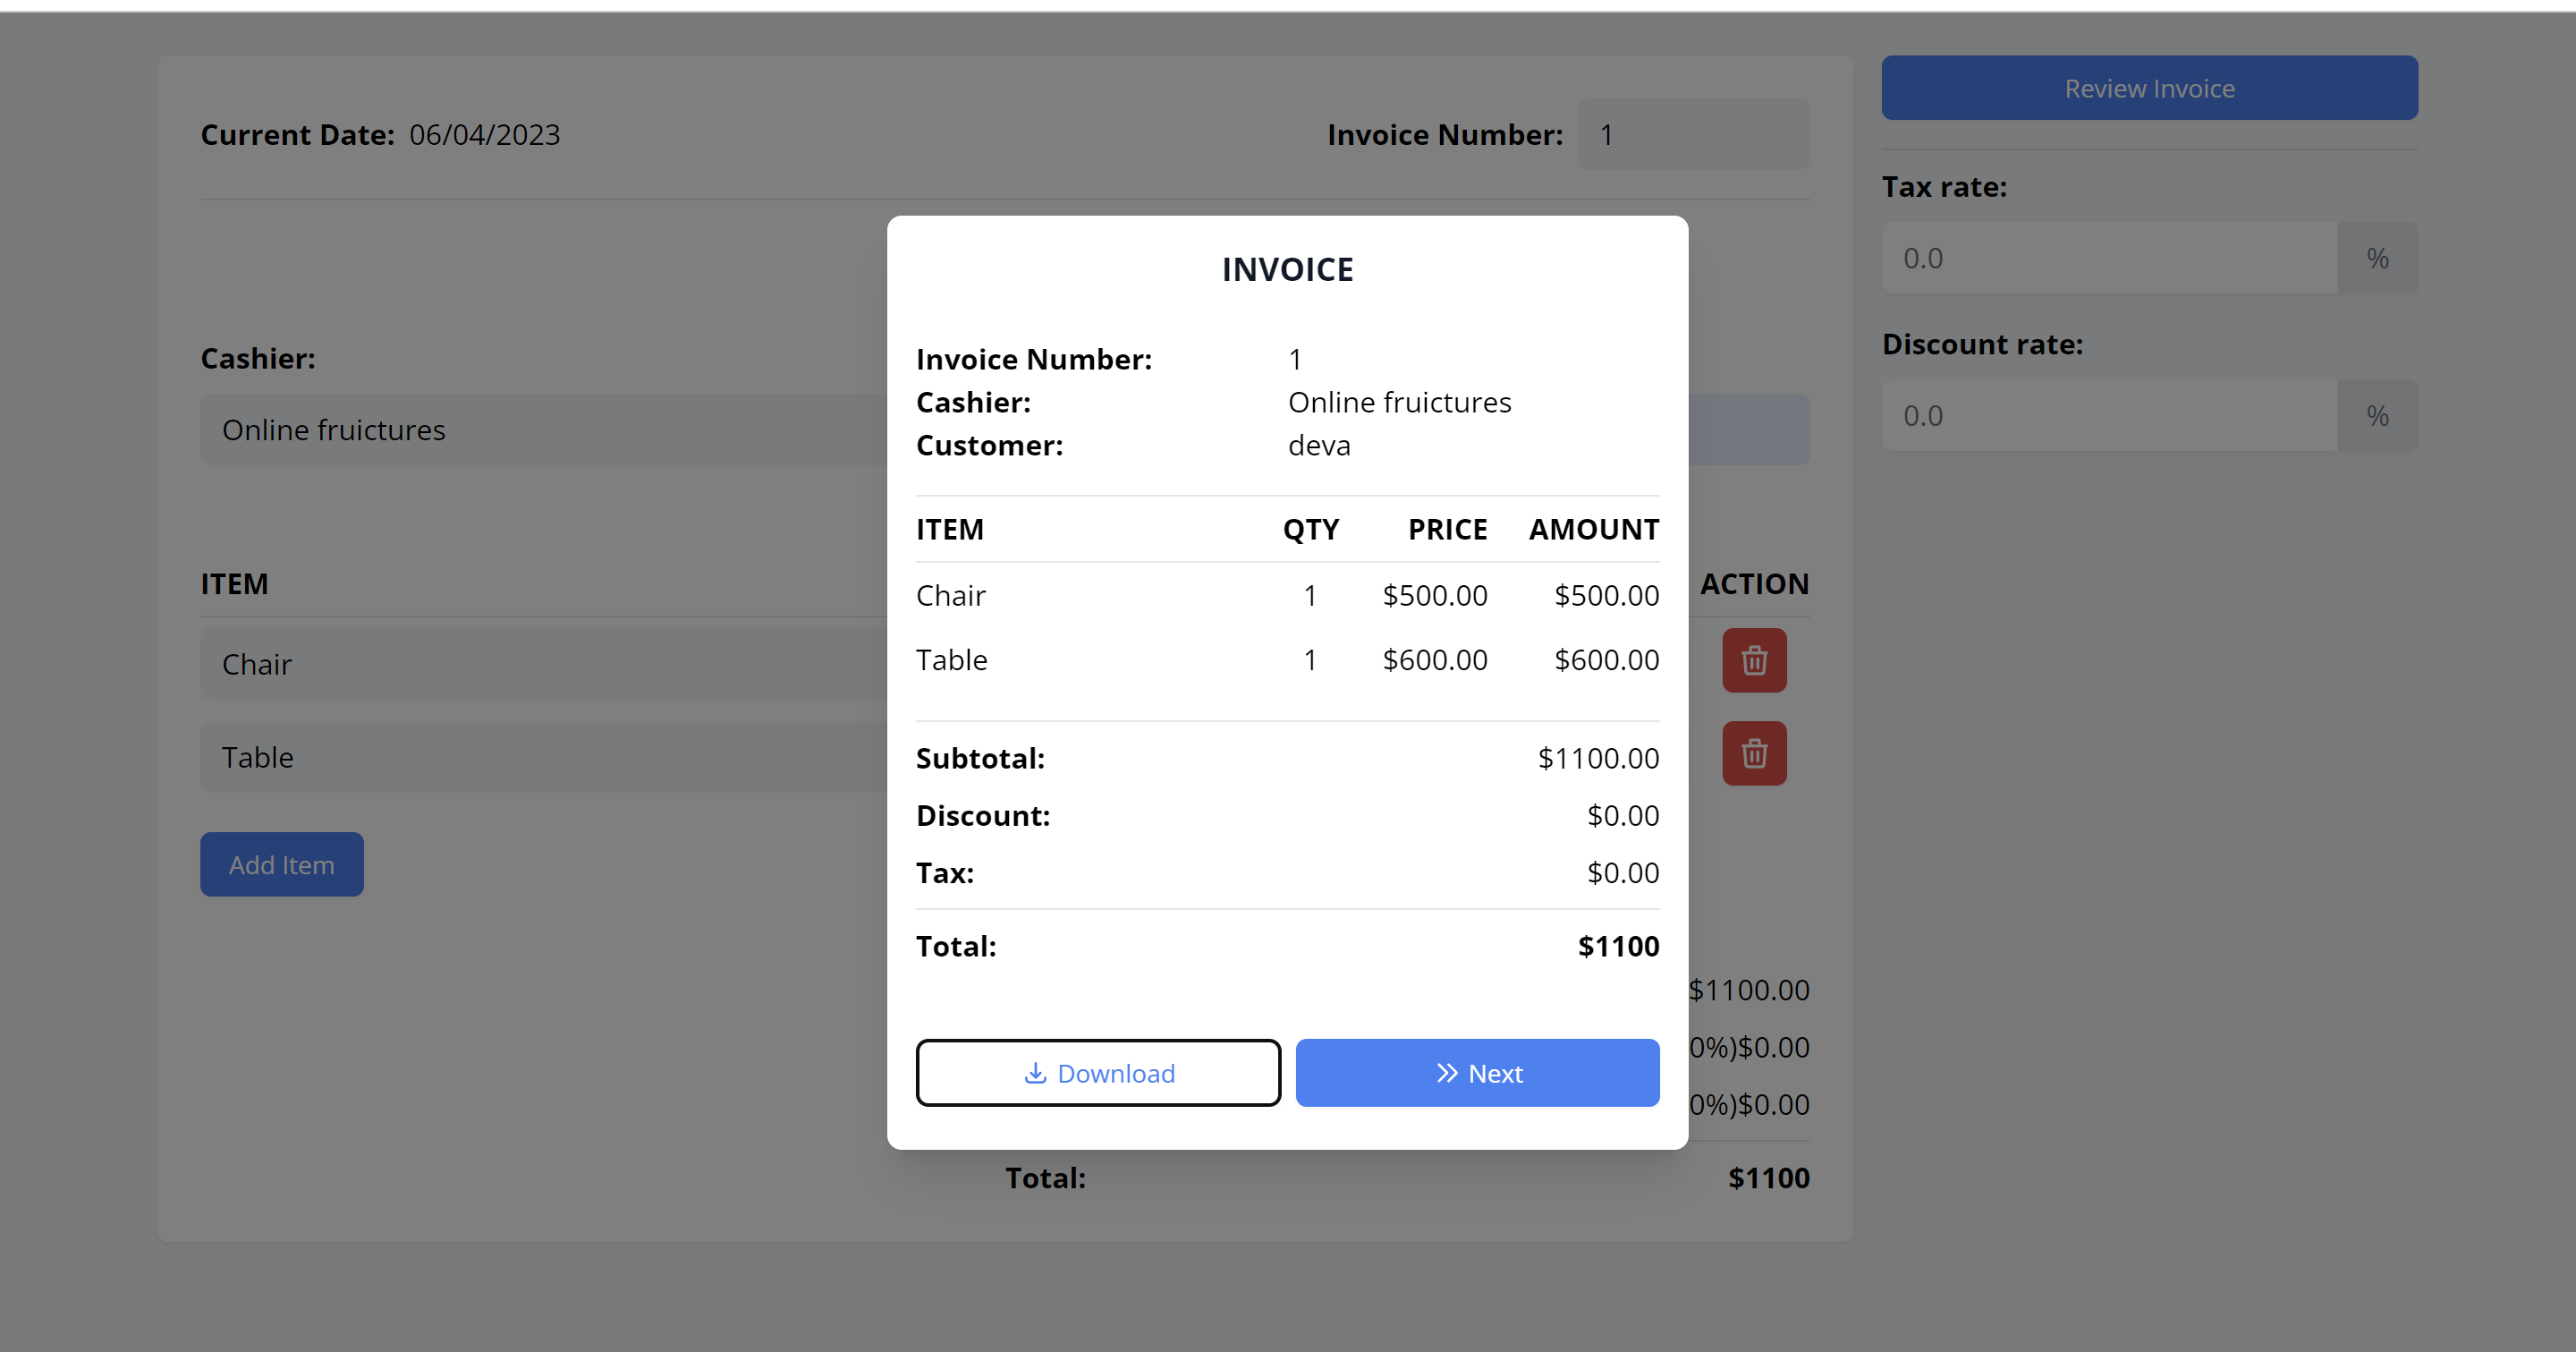 Current Date: 06/04/2023
Invoice Number: 1
Review Invoice
Tax rate:
0.0 %
Discount rate:
0.0 %
Cashier:
Online fruictures
ITEM
ACTION
Chair
Table
Add Item
$1100.00
0%)$0.00
0%)$0.00
Total: $1100
INVOICE
Invoice Number: 1
Cashier: Online fruictures
Customer: deva
ITEM QTY PRICE AMOUNT
Chair 1 $500.00 $500.00
Table 1 $600.00 $600.00
Subtotal: $1100.00
Discount: $0.00
Tax: $0.00
Total: $1100
Download
Next